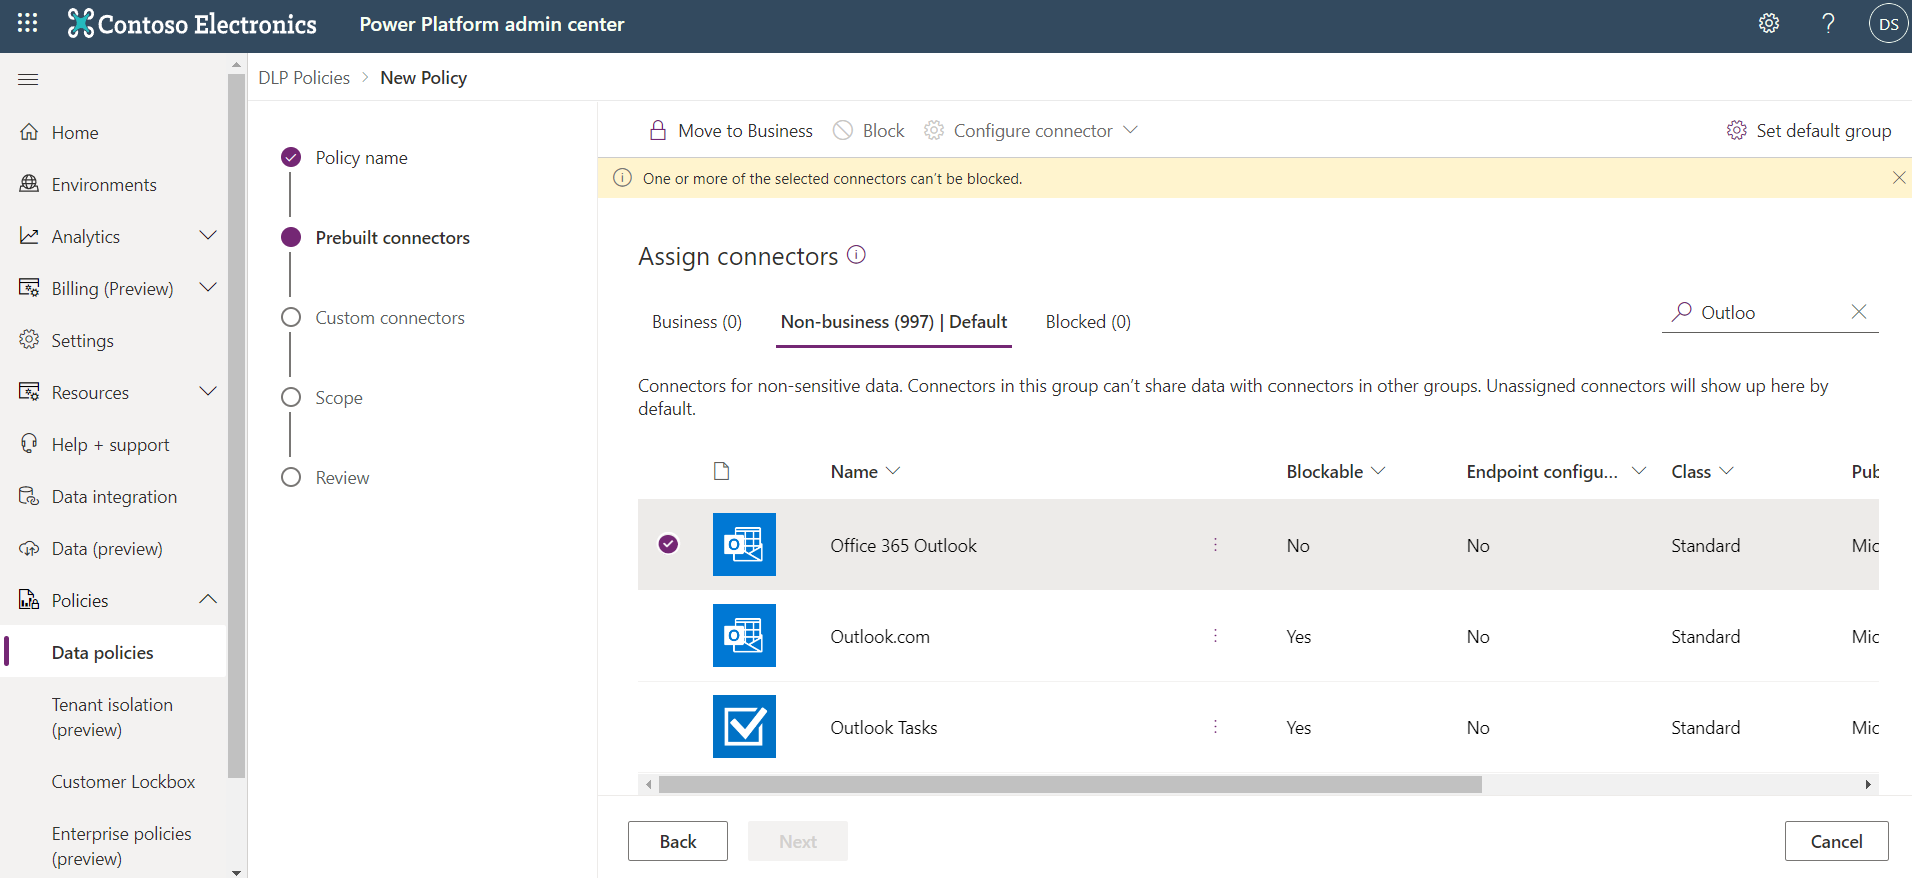 Contoso Electronics
Power Platform admin center
DS
DLP Policies > New Policy
Home
Environments
Analytics
Billing (Preview)
Settings
Resources
Help + support
Data integration
Data (preview)
Policies
Data policies
Tenant isolation
(preview)
Customer Lockbox
Enterprise policies
(preview)
Policy name
Prebuilt connectors
Custom connectors
Scope
Review
Move to Business
Block
Configure connector
Set default group
One or more of the selected connectors can't be blocked.
Assign connectors
Business (0)
Non-business (997) | Default
Blocked (0)
Outloo
Connectors for non-sensitive data. Connectors in this group can't share data with connectors in other groups. Unassigned connectors will show up here by
default.
Name Blockable Endpoint configu... Class Pub
Office 365 Outlook No No Standard Mic
Outlook.com Yes No Standard Mic
Outlook Tasks Yes No Standard Mic
Back
Next
Cancel